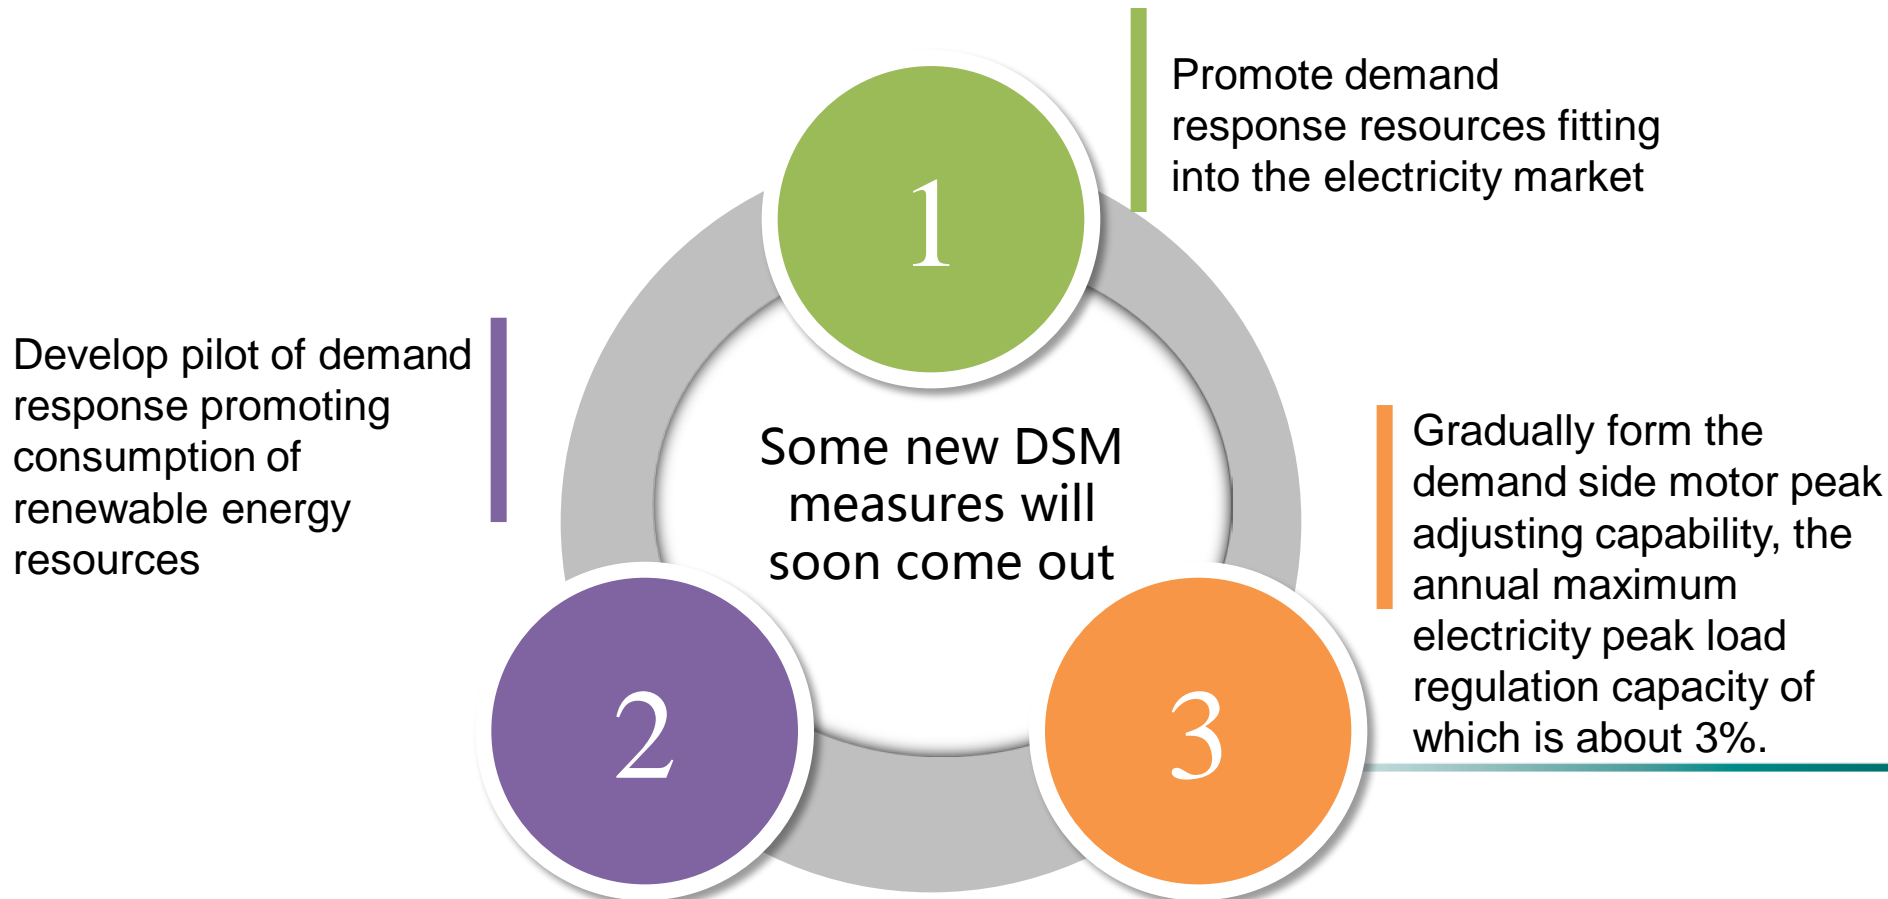 1
Promote demand
response resources fitting
into the electricity market
Develop pilot of demand
response promoting
consumption of
renewable energy
resources
Some new DSM
measures will
soon come out
2
3
Gradually form the
demand side motor peak
adjusting capability, the
annual maximum
electricity peak load
regulation capacity of
which is about 3%.